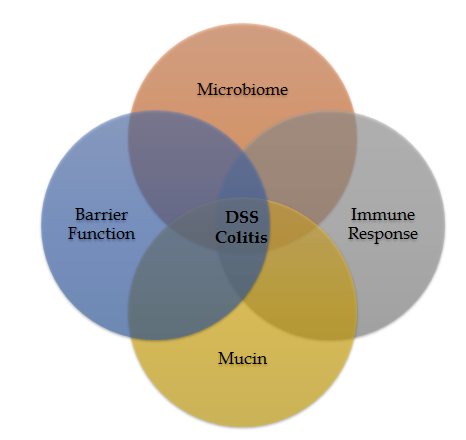 Microbiome
Barrier
Function
DSS
Colitis
Immune
Response
Mucin